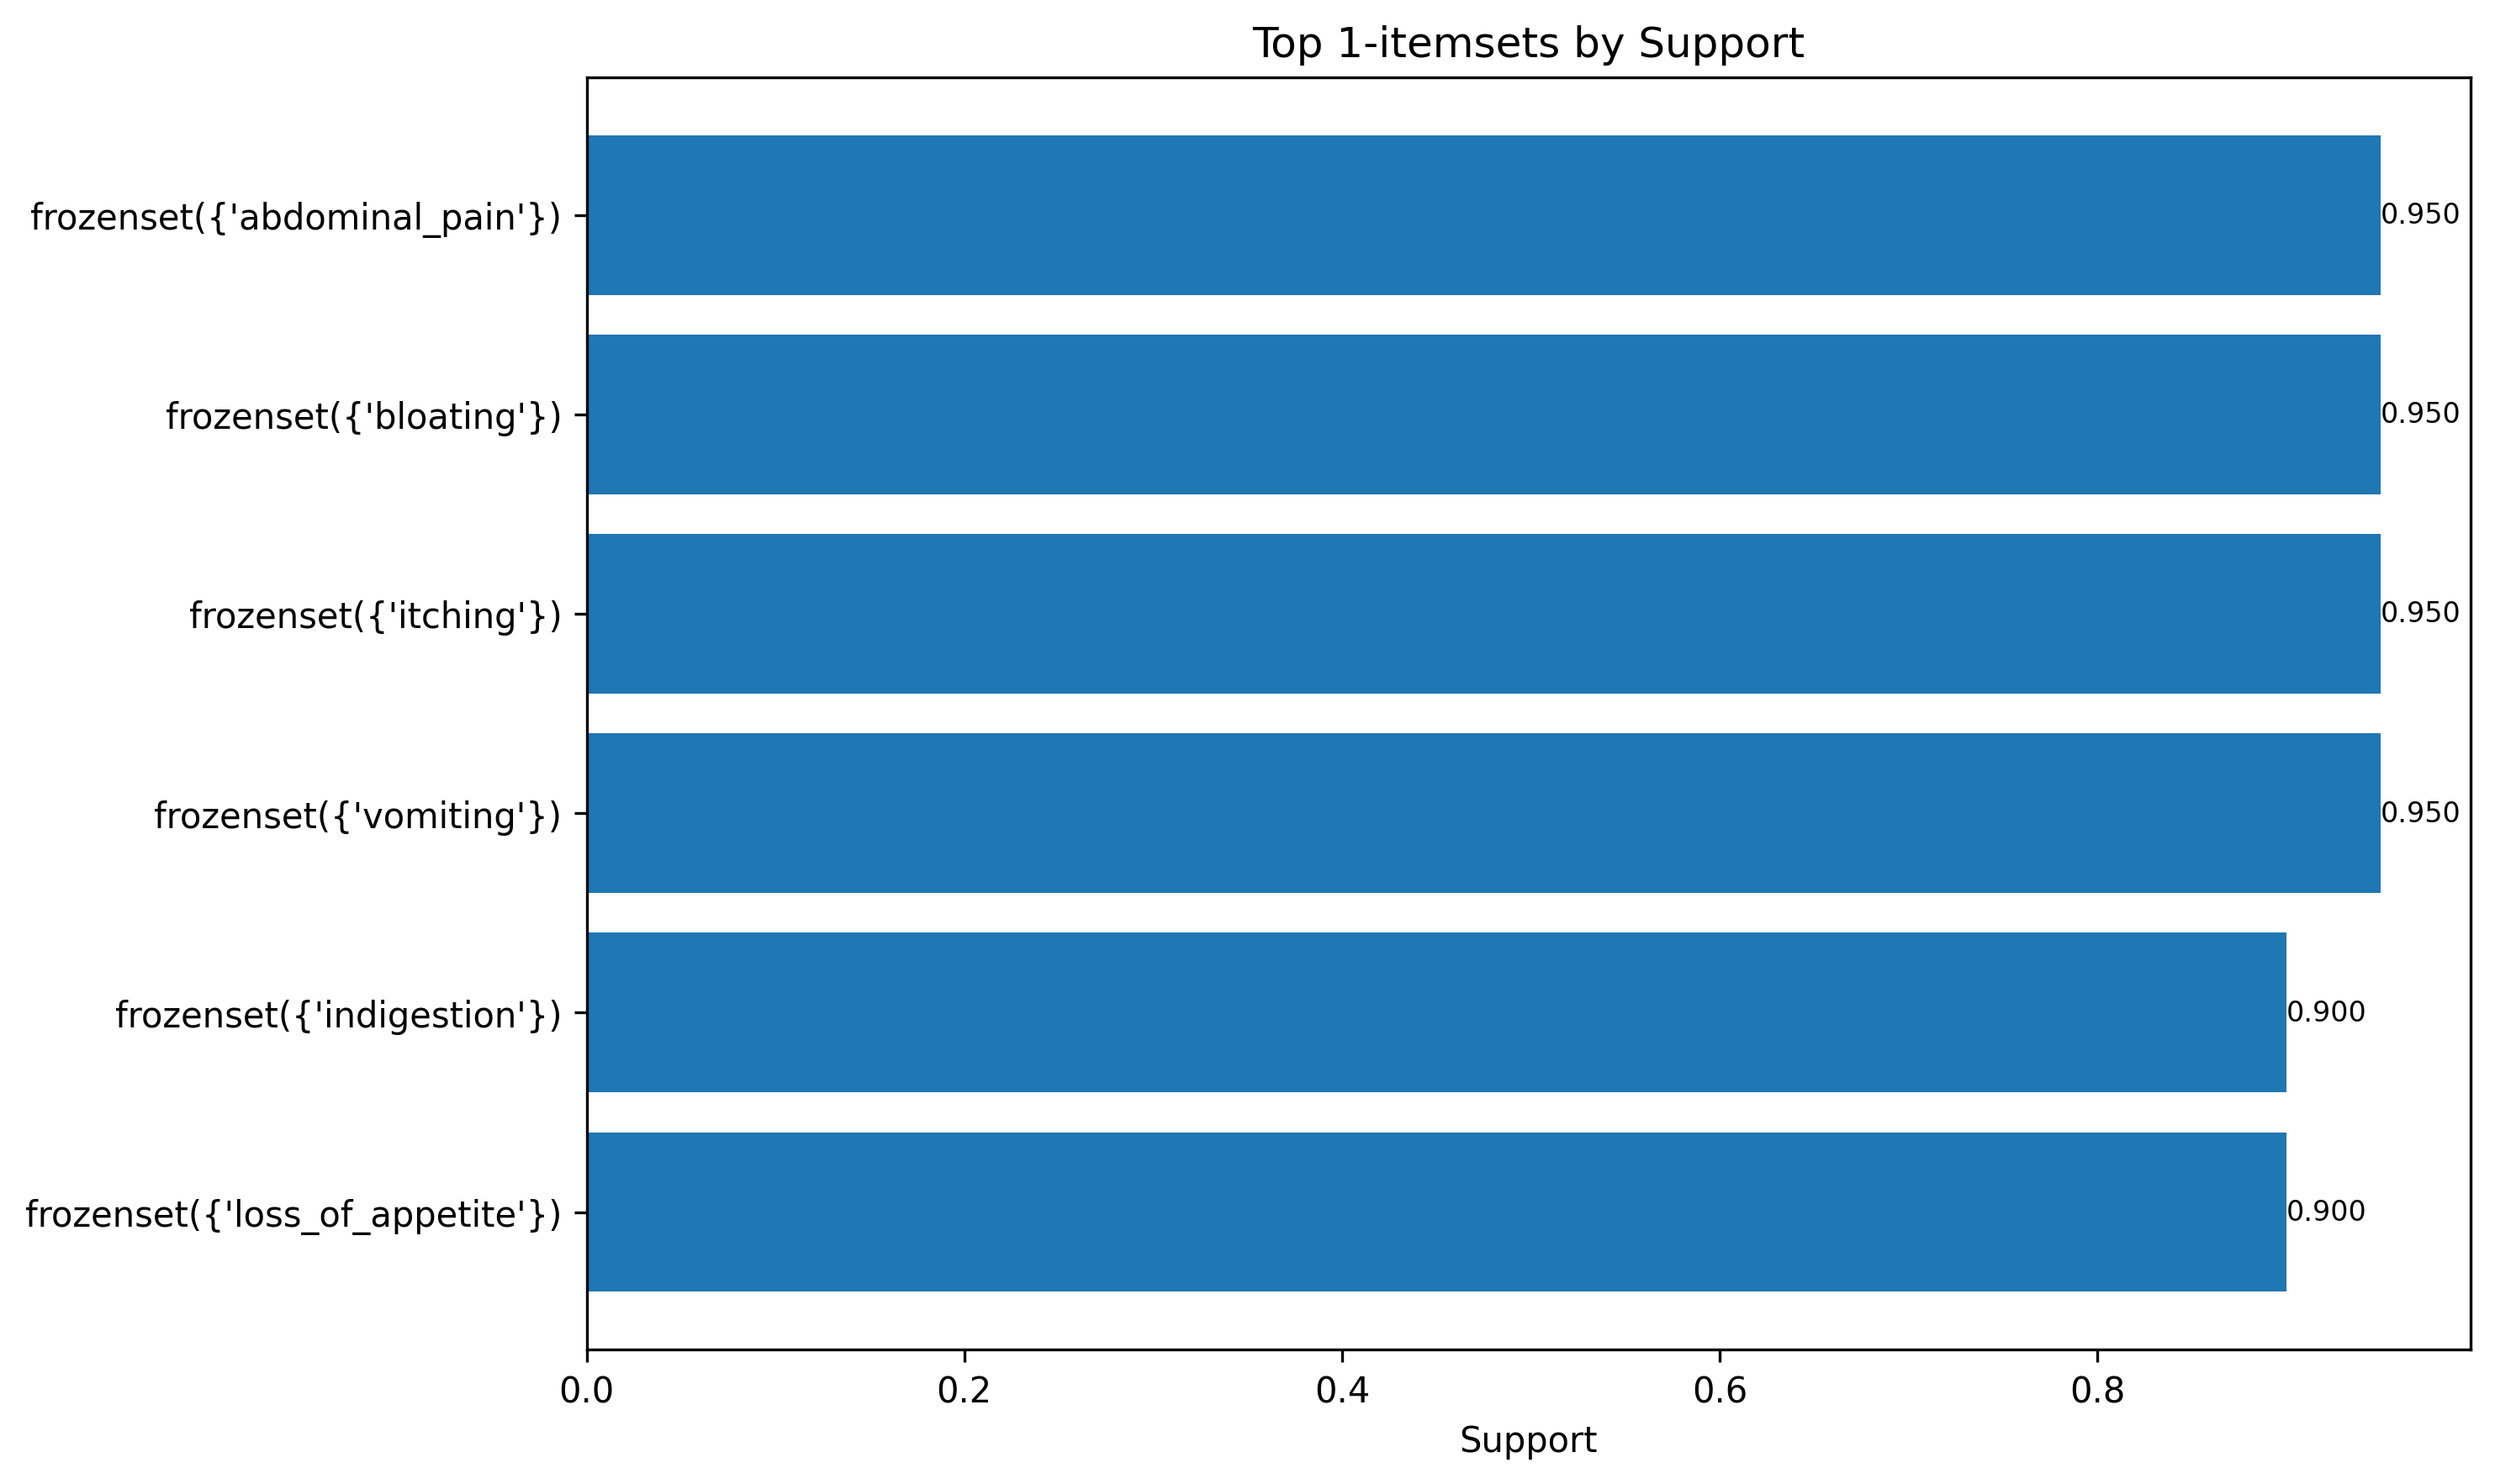 Top 1-itemsets by Support
frozenset({'abdominal_pain'})
0.950
frozenset({'bloating'})
0.950
frozenset({'itching'})
0.950
frozenset({'vomiting'})
0.950
frozenset({'indigestion'})
0.900
frozenset({'loss_of_appetite'})
0.900
0.0 0.2 0.4 0.6 0.8
Support